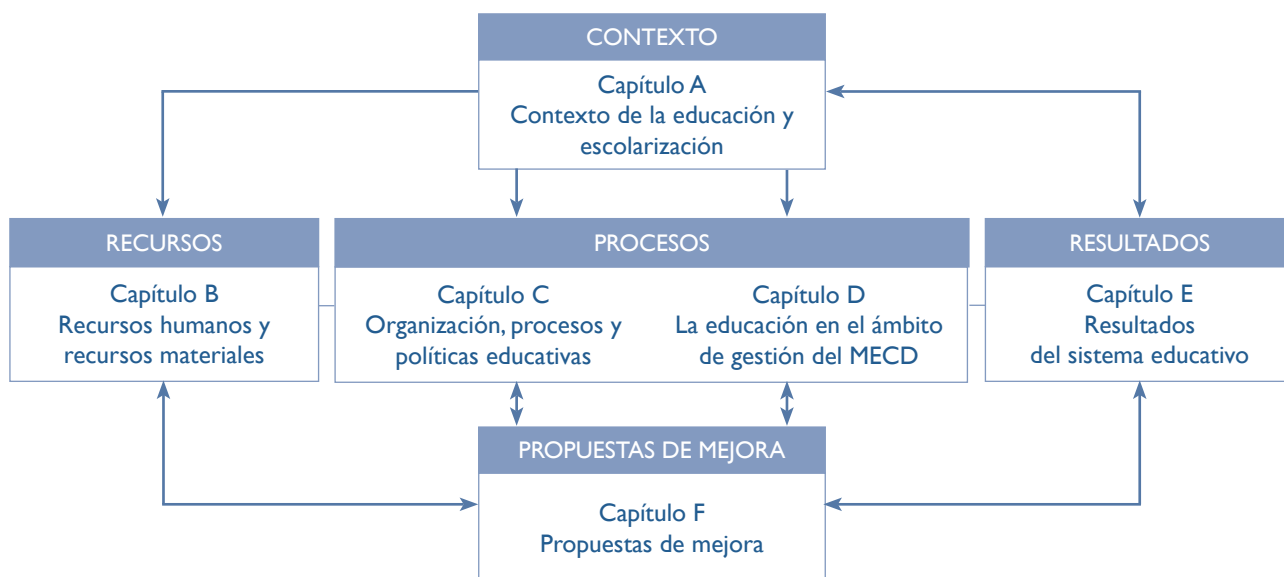 CONTEXTO
Capítulo A
Contexto de la educación y
escolarización
RECURSOS
Capítulo B
Recursos humanos y
recursos materiales
PROCESOS
Capítulo C
Organización, procesos y
políticas educativas
Capítulo D
La educación en el ámbito
de gestión del MECD
RESULTADOS
Capítulo E
Resultados
del sistema educativo
PROPUESTAS DE MEJORA
Capítulo F
Propuestas de mejora